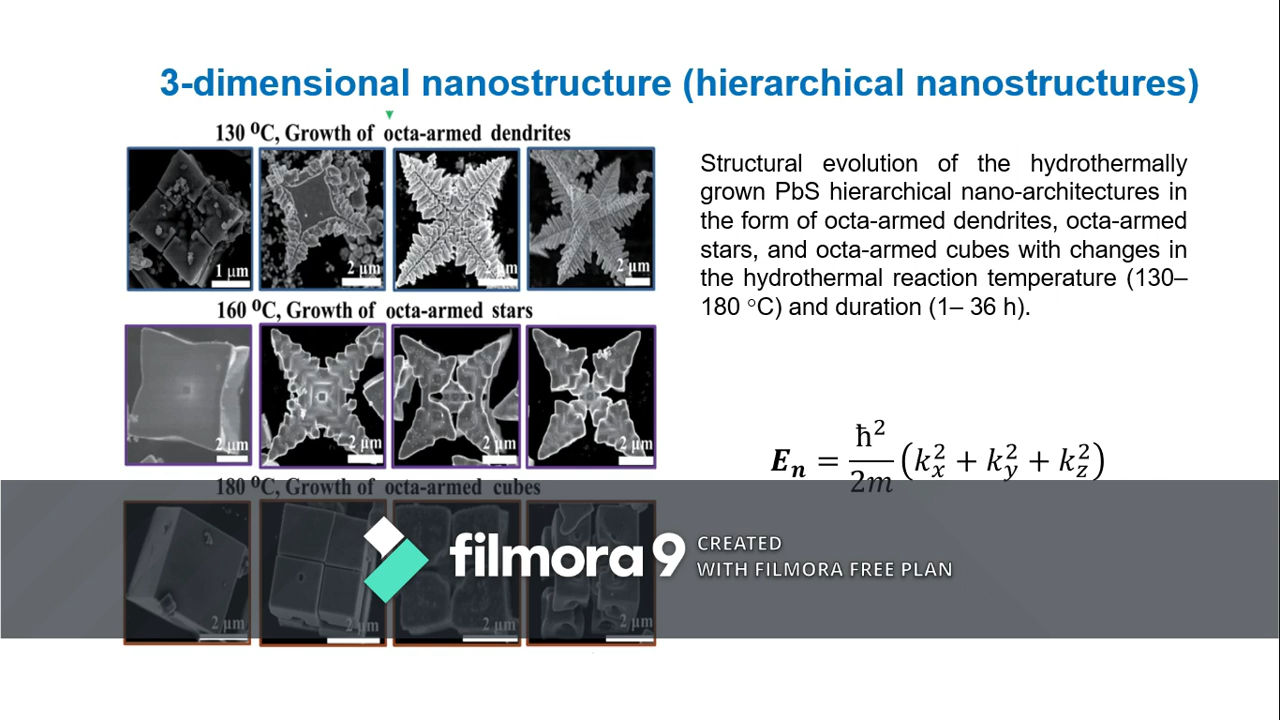 3-dimensional nanostructure (hierarchical nanostructures)
130 ⁰C, Growth of octa-armed dendrites
1 μm
2 μm
2 μm
2 μm
160 ⁰C, Growth of octa-armed stars
2 μm
2 μm
2 μm
2 μm
180 ⁰C, Growth of octa-armed cubes
2 μm
2 μm
2 μm
2 μm
Structural evolution of the hydrothermally
grown PbS hierarchical nano-architectures in
the form of octa-armed dendrites, octa-armed
stars, and octa-armed cubes with changes in
the hydrothermal reaction temperature (130–
180 °C) and duration (1– 36 h).
Eₙ = ħ²/2m (kₓ² + k_y² + k_z²)
filmora 9
CREATED
WITH FILMORA FREE PLAN